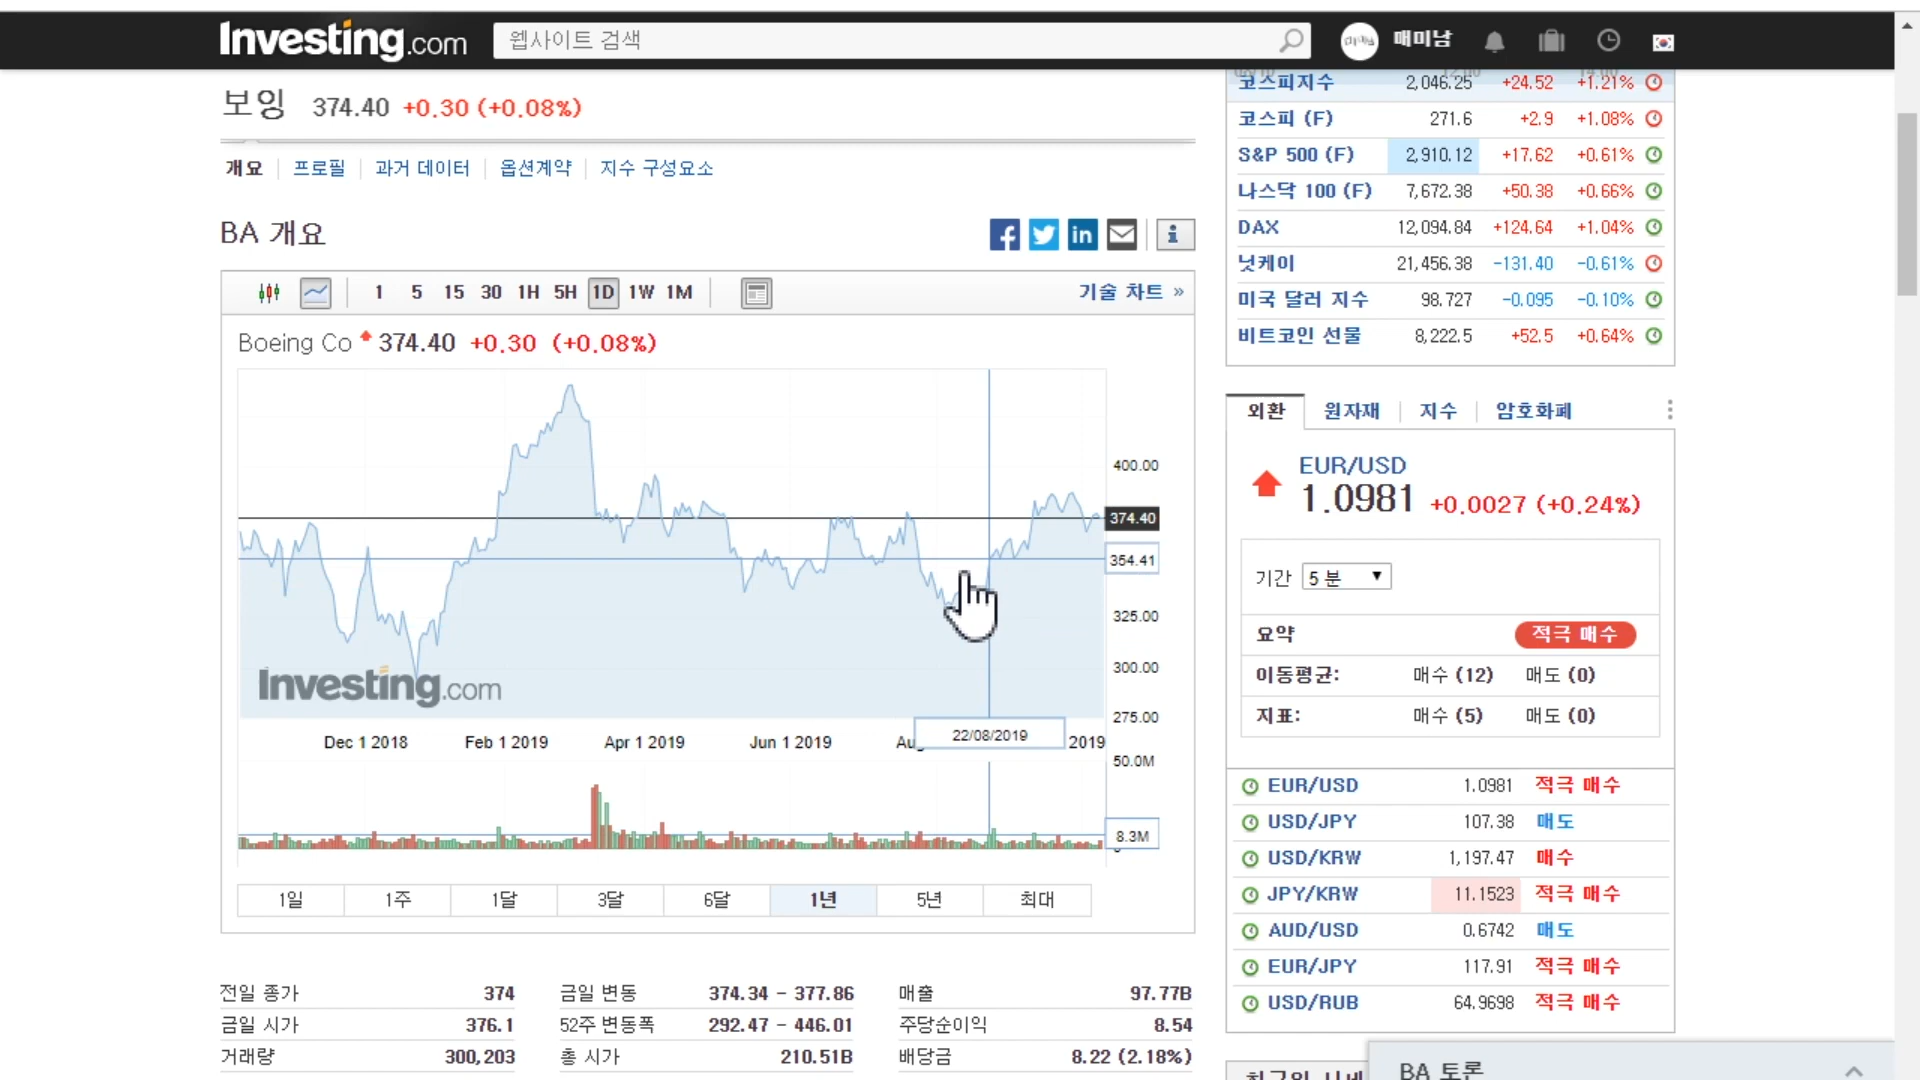 Investing.com
웹사이트 검색
매미남
보잉 374.40 +0.30 (+0.08%)
개요 프로필 과거 데이터 옵션계약 지수 구성요소
BA 개요
1 5 15 30 1H 5H 1D 1W 1M
기술 차트 »
Boeing Co 374.40 +0.30 (+0.08%)
400.00
374.40
354.41
325.00
300.00
275.00
Investing.com
Dec 1 2018 Feb 1 2019 Apr 1 2019 Jun 1 2019 22/08/2019 2019
50.0M
8.3M
1일 1주 1달 3달 6달 1년 5년 최대
전일 종가 374 금일 변동 374.34 - 377.86 매출 97.77B
금일 시가 376.1 52주 변동폭 292.47 - 446.01 주당순이익 8.54
거래량 300,203 총 시가 210.51B 배당금 8.22 (2.18%)
코스피지수 2,046.25 +24.52 +1.21%
코스피 (F) 271.6 +2.9 +1.08%
S&P 500 (F) 2,910.12 +17.62 +0.61%
나스닥 100 (F) 7,672.38 +50.38 +0.66%
DAX 12,094.84 +124.64 +1.04%
닛케이 21,456.38 -131.40 -0.61%
미국 달러 지수 98.727 -0.095 -0.10%
비트코인 선물 8,222.5 +52.5 +0.64%
외환 원자재 지수 암호화폐
EUR/USD
1.0981 +0.0027 (+0.24%)
기간 5 분
요약 적극 매수
이동평균: 매수 (12) 매도 (0)
지표: 매수 (5) 매도 (0)
EUR/USD 1.0981 적극 매수
USD/JPY 107.38 매도
USD/KRW 1,197.47 매수
JPY/KRW 11.1523 적극 매수
AUD/USD 0.6742 매도
EUR/JPY 117.91 적극 매수
USD/RUB 64.9698 적극 매수
BA 토론